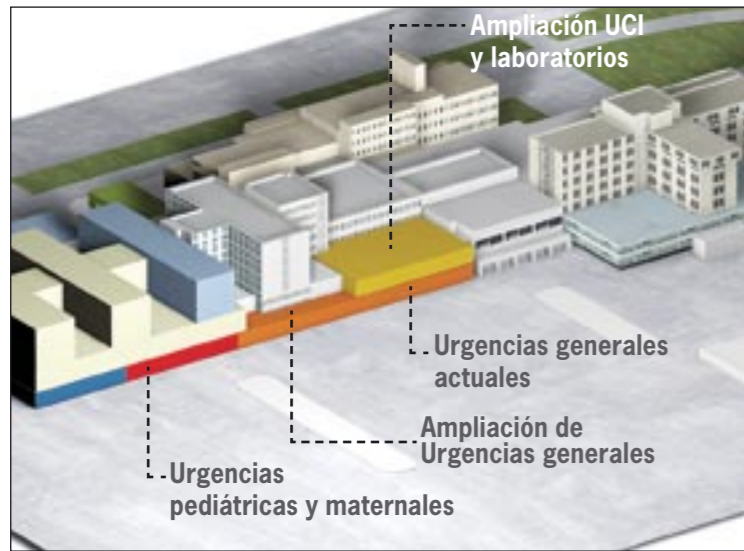 Ampliación UCI
y laboratorios
Urgencias generales
actuales
Ampliación de
Urgencias generales
Urgencias
pediátricas y maternales